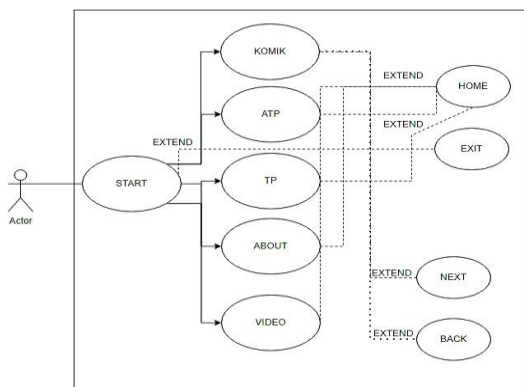 KOMIK
EXTEND
HOME
ATP
EXTEND
EXTEND
EXIT
START
TP
Actor
ABOUT
EXTEND
NEXT
VIDEO
EXTEND
BACK